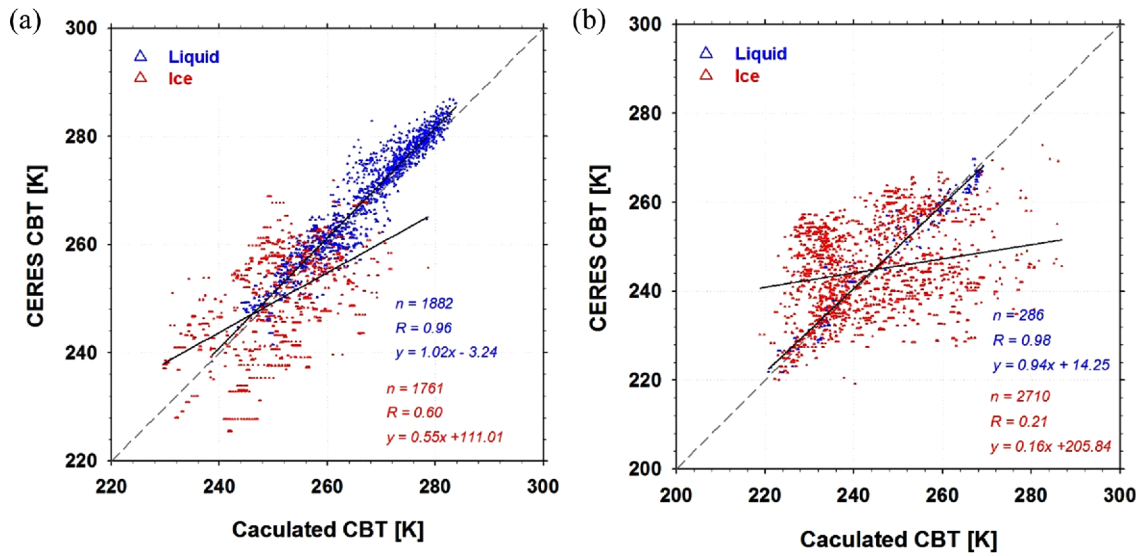 (a)
300
280
260
240
220
CERES CBT [K]
Liquid
Ice
n = 1882
R = 0.96
y = 1.02x - 3.24
n = 1761
R = 0.60
y = 0.55x +111.01
220 240 260 280 300
Caculated CBT [K]
(b)
300
280
260
240
220
200
CERES CBT [K]
Liquid
Ice
n = 286
R = 0.98
y = 0.94x + 14.25
n = 2710
R = 0.21
y = 0.16x +205.84
200 220 240 260 280 300
Caculated CBT [K]